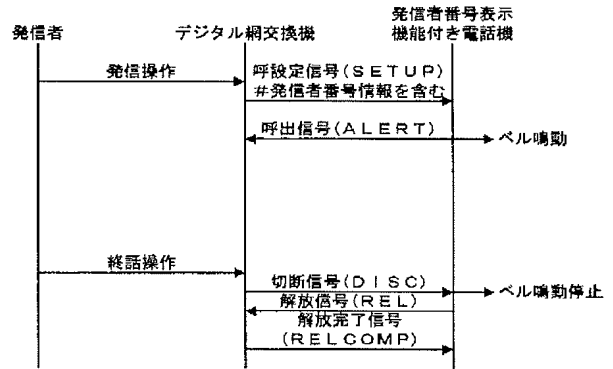 発信者
デジタル網交換機
発信者番号表示
機能付き電話機
発信操作
呼設定信号(SETUP)
#発信者番号情報を含む
呼出信号(ALERT)
ベル鳴動
終話操作
切断信号(DISC)
ベル鳴動停止
解放信号(REL)
解放完了信号
(RELCOMP)